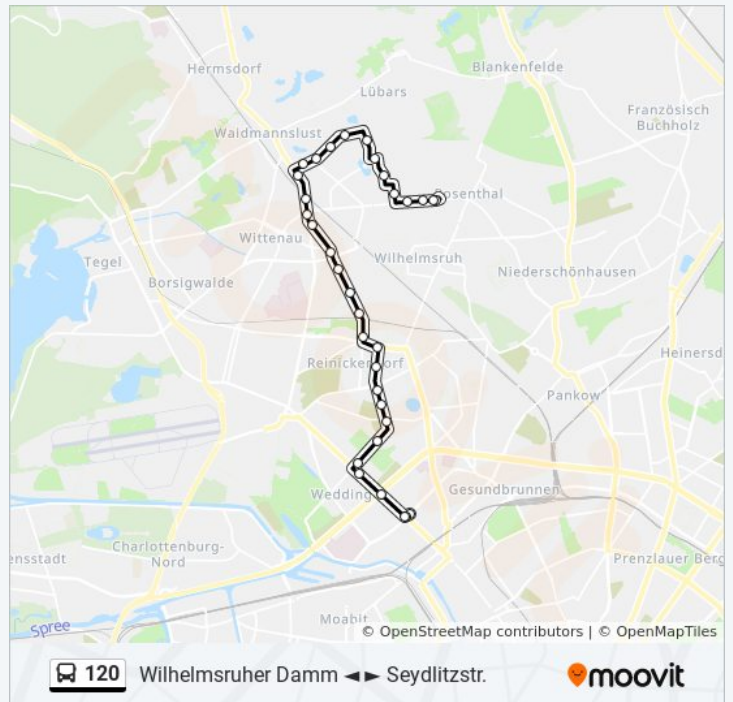 Hermsdorf
Blankenfelde
Lübars
Französisch
Buchholz
Waidmannslust
Rosenthal
Wittenau
Wilhelmsruh
Tegel
Niederschönhausen
Borsigwalde
Heinersd
Reinickendorf
Pankow
Wedding
Gesundbrunnen
Charlottenburg-
Nord
ensstadt
Prenzlauer Berg
Moabit
Spree
© OpenStreetMap contributors | © OpenMapTiles
120 Wilhelmsruher Damm ◄► Seydlitzstr.
moovit